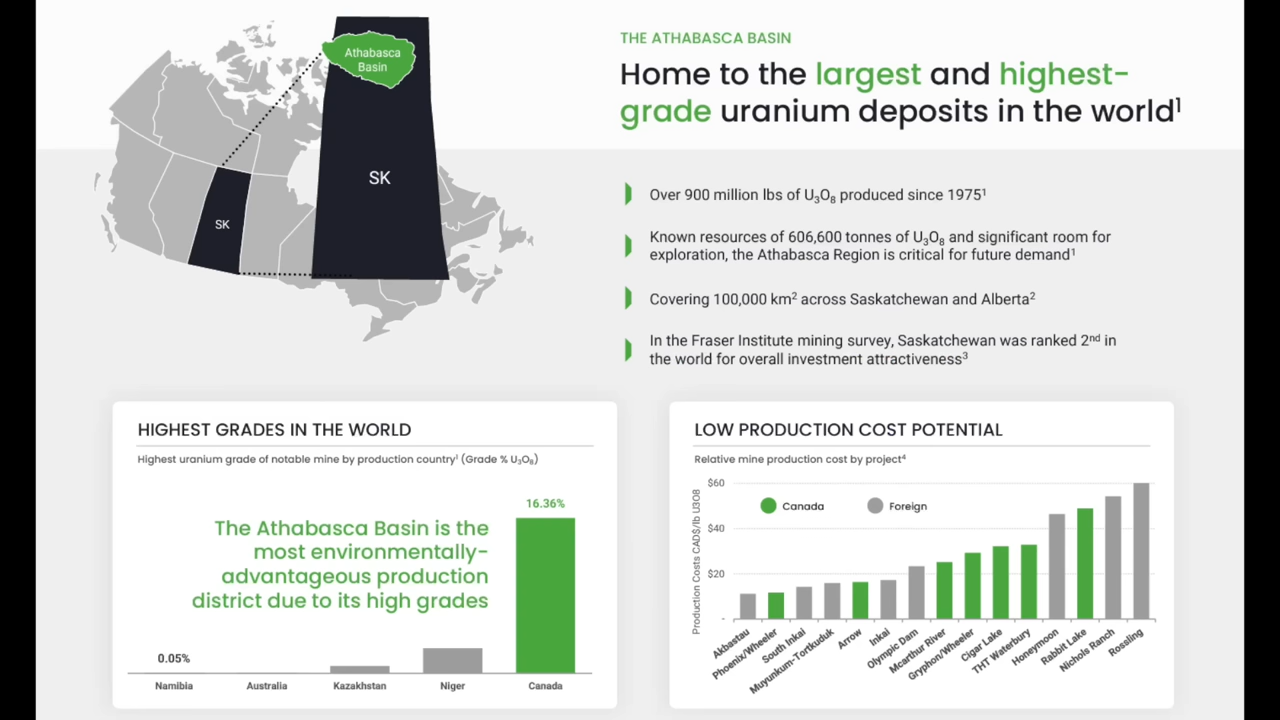 Athabasca
Basin
SK
SK
THE ATHABASCA BASIN
Home to the largest and highest-
grade uranium deposits in the world¹
Over 900 million lbs of U₃O₈ produced since 1975¹
Known resources of 606,600 tonnes of U₃O₈ and significant room for
exploration, the Athabasca Region is critical for future demand¹
Covering 100,000 km² across Saskatchewan and Alberta²
In the Fraser Institute mining survey, Saskatchewan was ranked 2ⁿᵈ in
the world for overall investment attractiveness³
HIGHEST GRADES IN THE WORLD
Highest uranium grade of notable mine by production country¹ (Grade % U₃O₈)
16.36%
The Athabasca Basin is the
most environmentally-
advantageous production
district due to its high grades
0.05%
Namibia
Australia
Kazakhstan
Niger
Canada
LOW PRODUCTION COST POTENTIAL
Relative mine production cost by project⁴
Production Costs CAD$/lb U3O8
$60
$40
$20
-
Canada
Foreign
Akbastau
Phoenix/Wheeler
South Inkai
Muyunkum-Tortkuduk
Arrow
Inkai
Olympic Dam
Mcarthur River
Gryphon/Wheeler
Cigar Lake
THT Waterbury
Honeymoon
Rabbit Lake
Nichols Ranch
Rossling